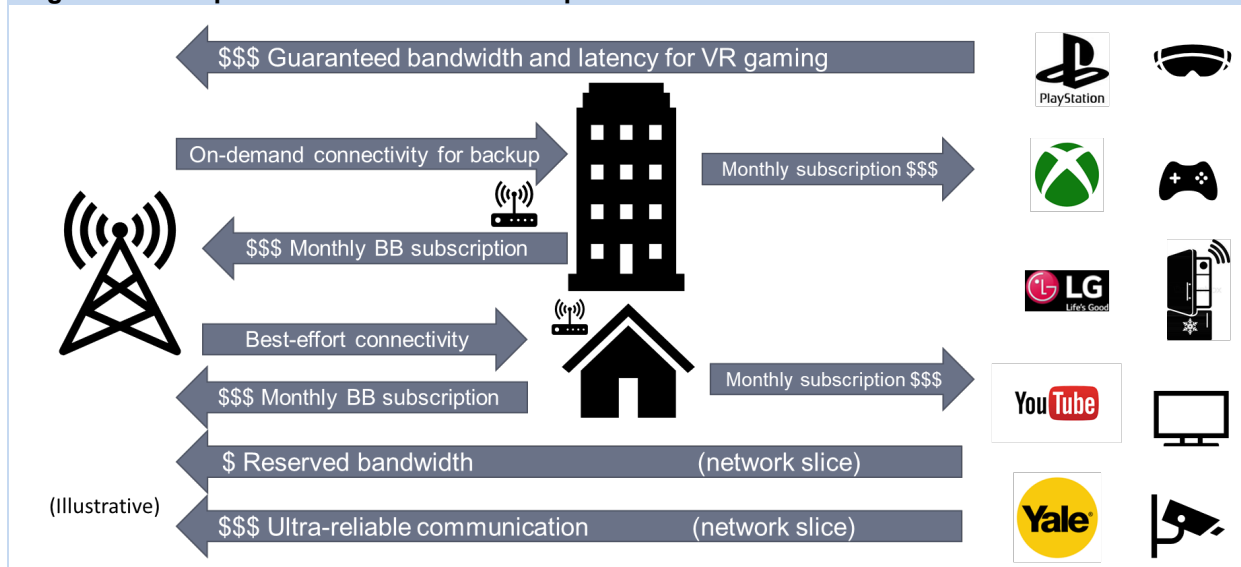 $$$ Guaranteed bandwidth and latency for VR gaming
PlayStation
On-demand connectivity for backup
Monthly subscription $$$
$$$ Monthly BB subscription
LG
Life's Good
Best-effort connectivity
Monthly subscription $$$
$$$ Monthly BB subscription
YouTube
$ Reserved bandwidth (network slice)
(Illustrative)
$$$ Ultra-reliable communication (network slice)
Yale